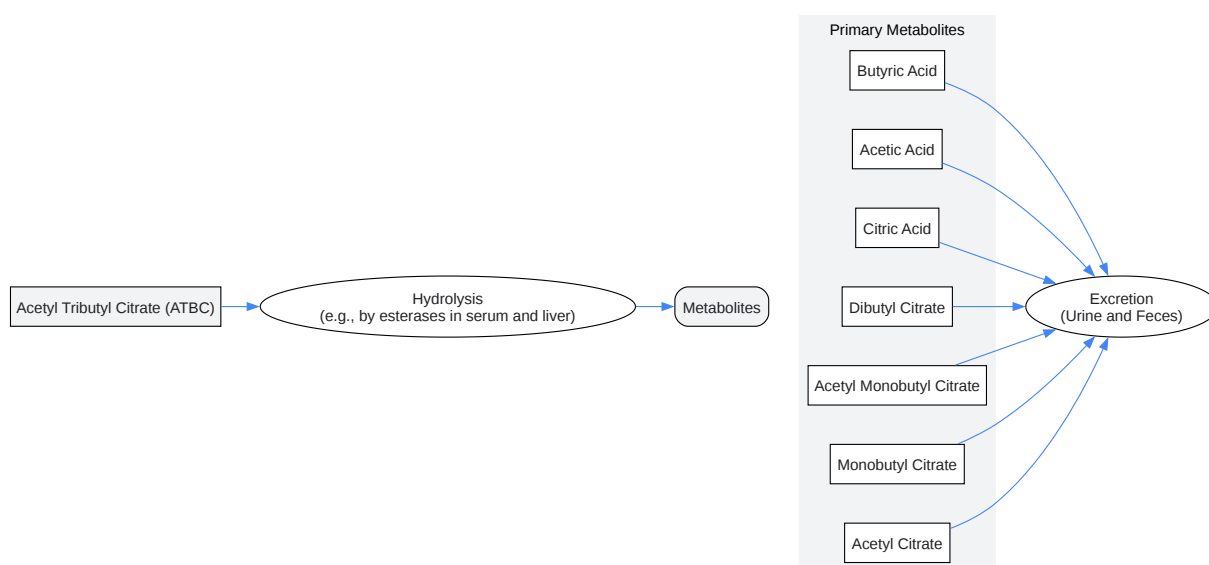 Primary Metabolites
Butyric Acid
Acetic Acid
Citric Acid
Acetyl Tributyl Citrate (ATBC)
Hydrolysis
(e.g., by esterases in serum and liver)
Metabolites
Dibutyl Citrate
Excretion
(Urine and Feces)
Acetyl Monobutyl Citrate
Monobutyl Citrate
Acetyl Citrate